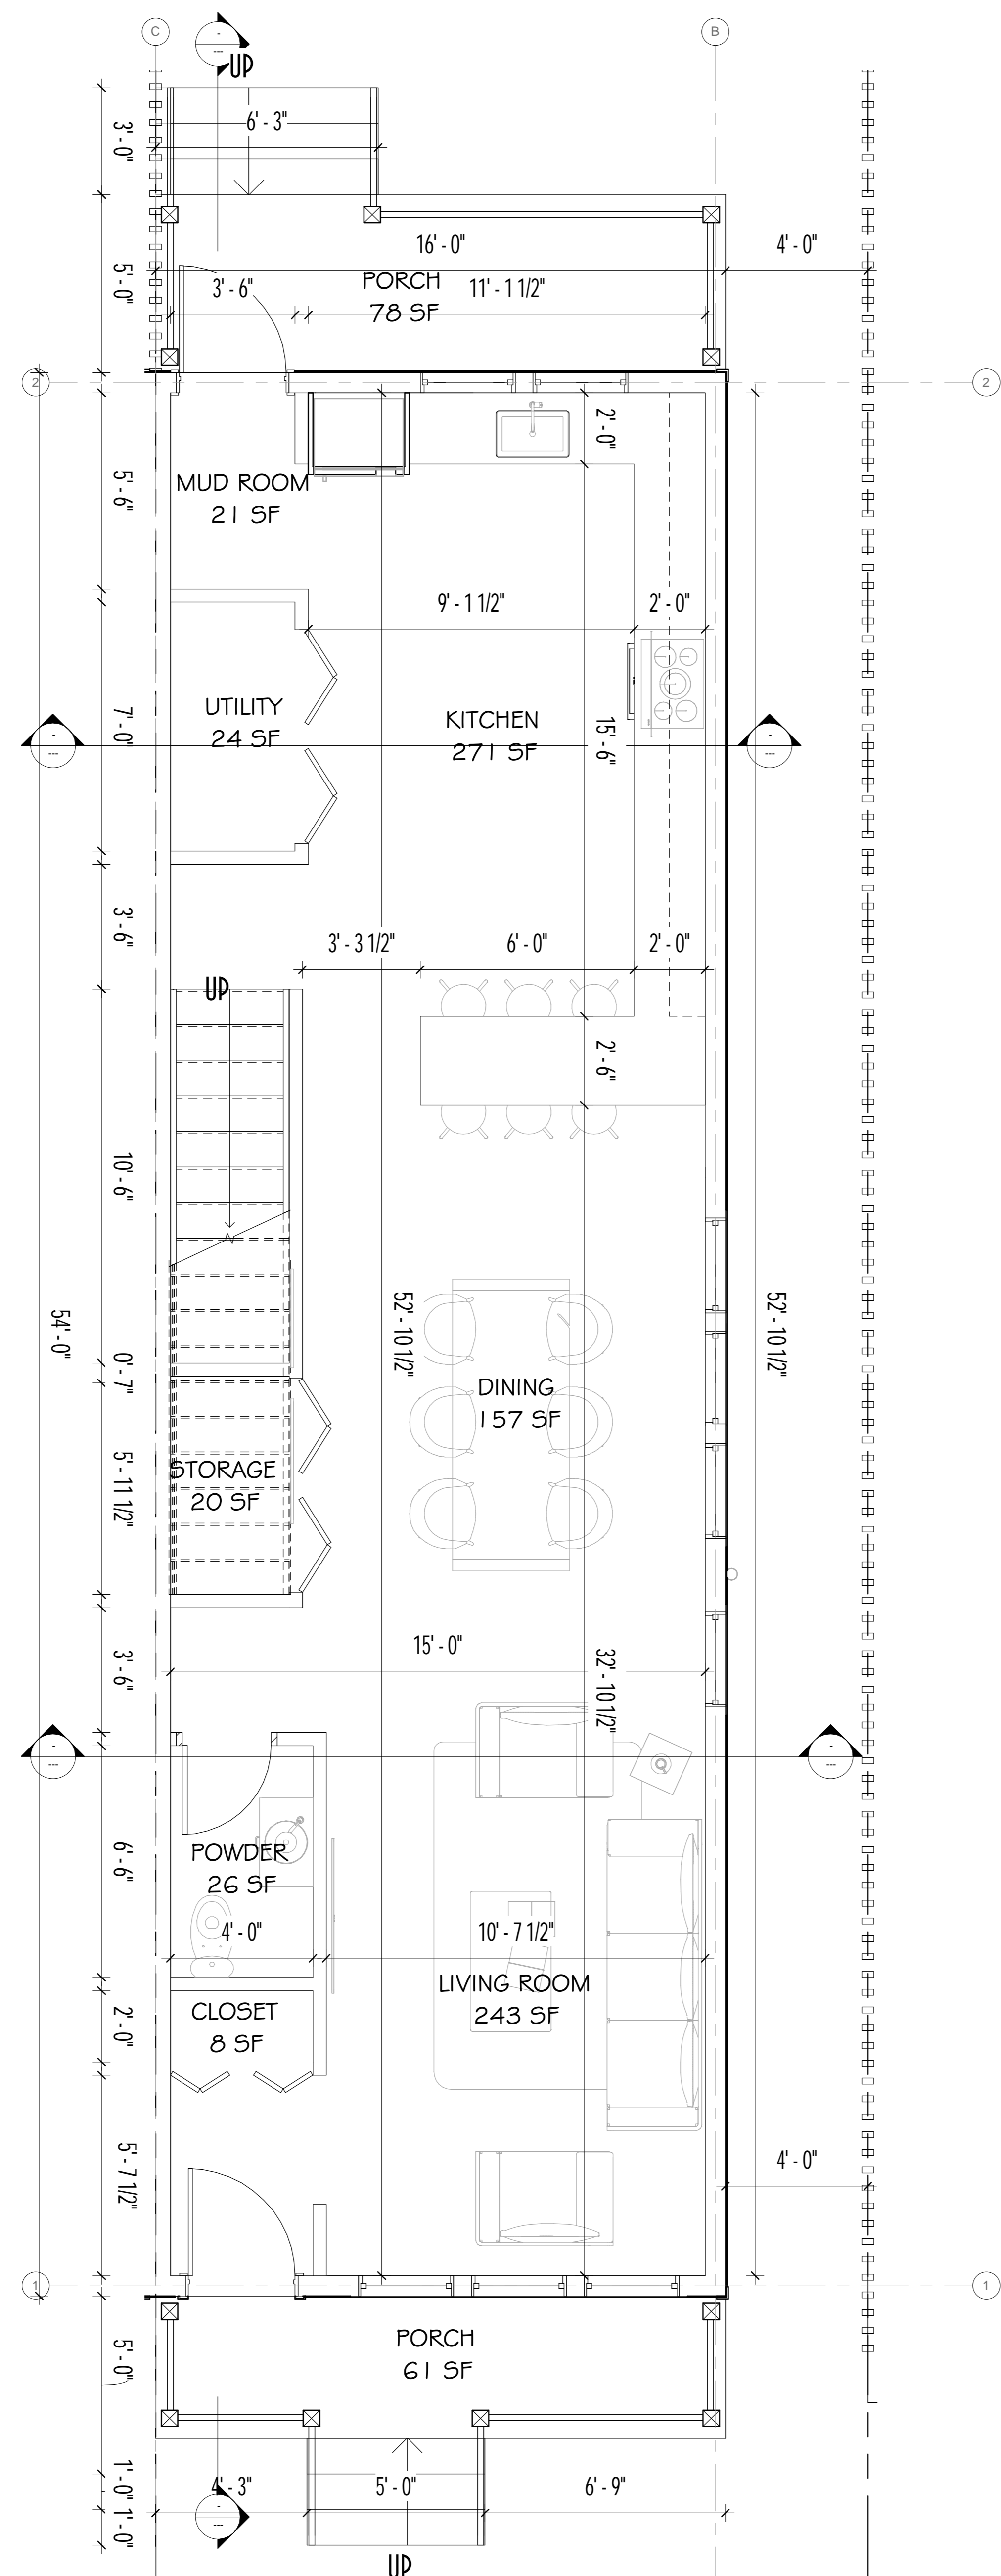 C
B
-
---
UP
6' - 3"
3' - 0"
16' - 0"
4' - 0"
5' - 0"
3' - 6"
PORCH
78 SF
11' - 1 1/2"
2
2
2' - 0"
5' - 6"
MUD ROOM
21 SF
9' - 1 1/2"
2' - 0"
UTILITY
24 SF
KITCHEN
271 SF
7' - 0"
15' - 6"
-
---
-
---
3' - 6"
3' - 3 1/2"
6' - 0"
2' - 0"
UP
2' - 6"
10' - 6"
54' - 0"
52' - 10 1/2"
52' - 10 1/2"
0' - 7"
DINING
157 SF
5' - 11 1/2"
STORAGE
20 SF
3' - 6"
15' - 0"
32' - 10 1/2"
-
---
-
---
6' - 6"
POWDER
26 SF
4' - 0"
10' - 7 1/2"
LIVING ROOM
243 SF
2' - 0"
CLOSET
8 SF
5' - 7 1/2"
4' - 0"
1
1
5' - 0"
PORCH
61 SF
1' - 0"
1' - 0"
4' - 3"
5' - 0"
6' - 9"
-
---
UP